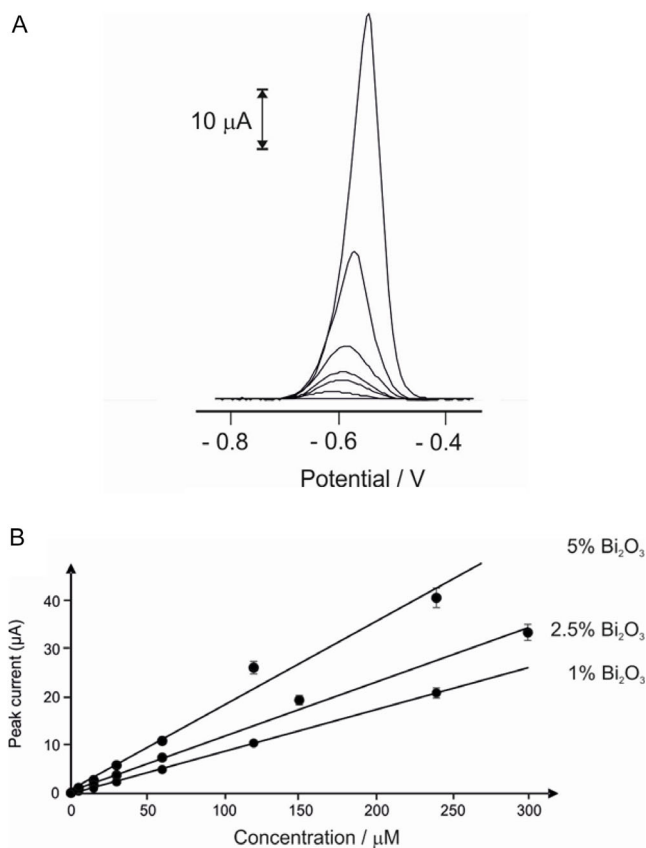 A
10 μA
- 0.8 - 0.6 - 0.4
Potential / V
B
5% Bi₂O₃
2.5% Bi₂O₃
1% Bi₂O₃
Peak current (μA)
40
30
20
10
0
0 50 100 150 200 250 300
Concentration / μM